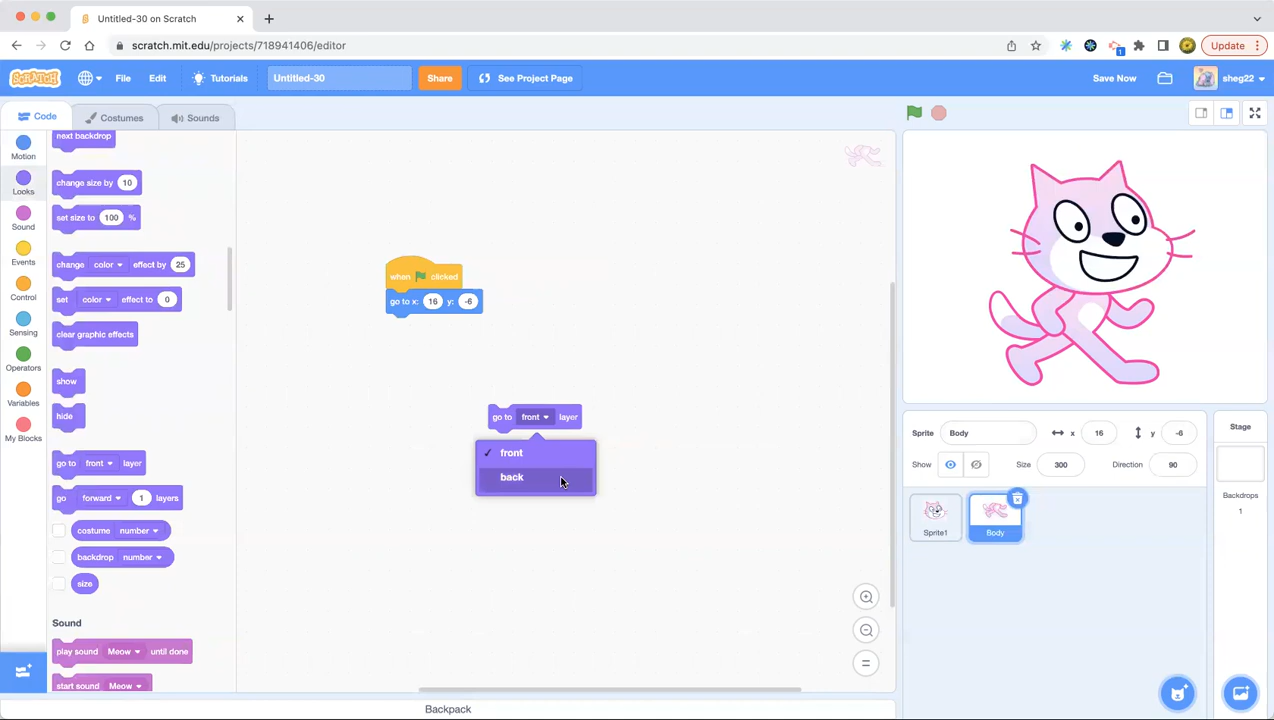 Untitled-30 on Scratch
scratch.mit.edu/projects/718941406/editor
1
Update
SCRATCH
File
Edit
Tutorials
Untitled-30
Share
See Project Page
Save Now
sheg22
Code
Costumes
Sounds
Motion
Looks
Sound
Events
Control
Sensing
Operators
Variables
My Blocks
next backdrop
change size by 10
set size to 100 %
change color effect by 25
set color effect to 0
clear graphic effects
show
hide
go to front layer
go forward 1 layers
costume number
backdrop number
size
Sound
play sound Meow until done
start sound Meow
when clicked
go to x: 16 y: -6
go to front layer
✓ front
back
Sprite Body x 16 y -6
Show Size 300 Direction 90
Sprite1
Body
Stage
Backdrops
1
Backpack